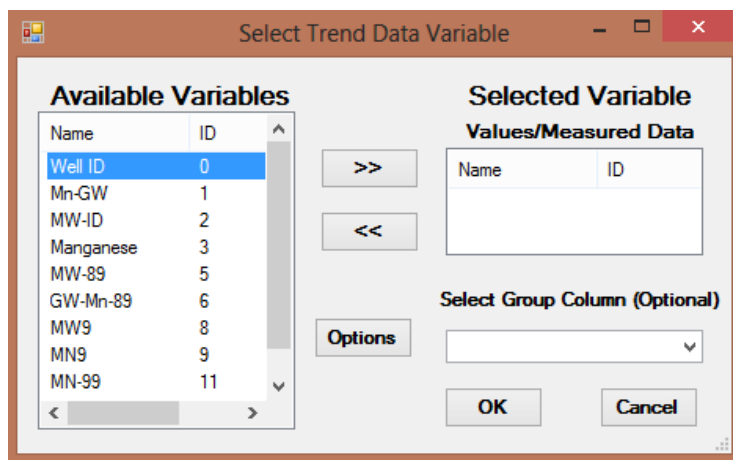 Select Trend Data Variable
Available Variables
Name ID
Well ID 0
Mn-GW 1
MW-ID 2
Manganese 3
MW-89 5
GW-Mn-89 6
MW9 8
MN9 9
MN-99 11
>>
<<
Options
Selected Variable
Values/Measured Data
Name ID
Select Group Column (Optional)
OK Cancel